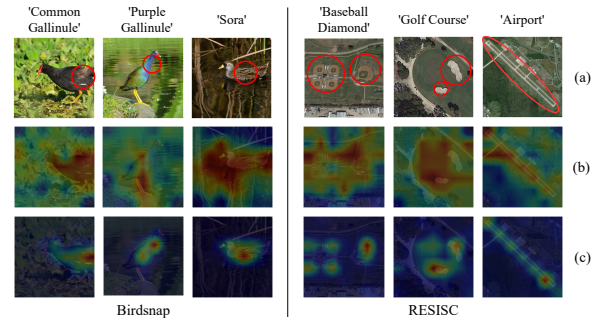 'Common Gallinule'
'Purple Gallinule'
'Sora'
'Baseball Diamond'
'Golf Course'
'Airport'
(a)
(b)
(c)
Birdsnap
RESISC